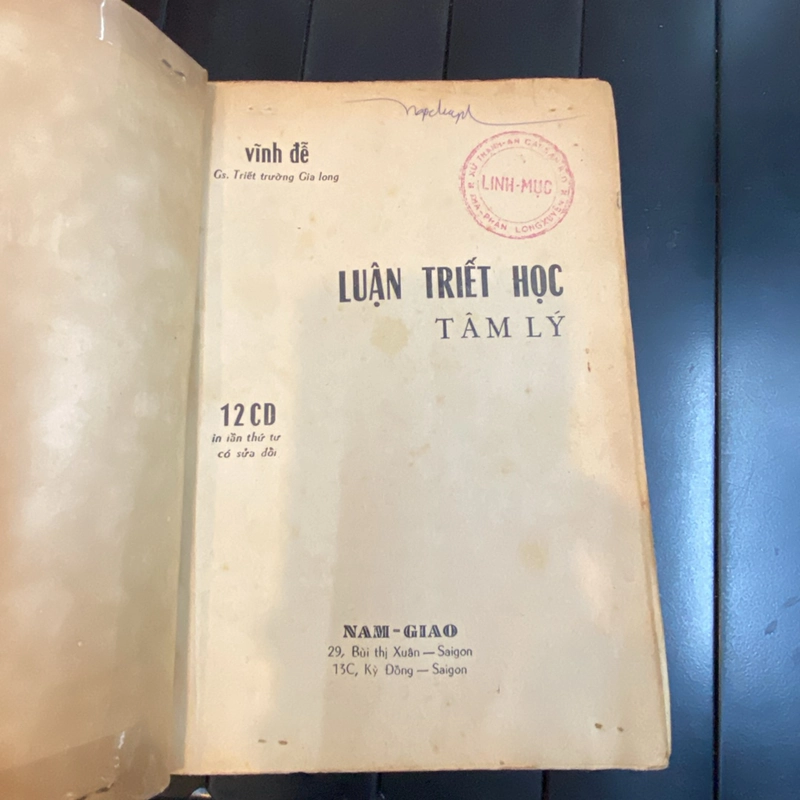 vĩnh đễ
Gs. Triết trường Gia long
LINH-MỤC
LUẬN TRIẾT HỌC
TÂM LÝ
12 CD
in lần thứ tư
có sửa đổi
NAM-GIAO
29, Bùi thị Xuân — Saigon
13C, Kỳ Đồng — Saigon